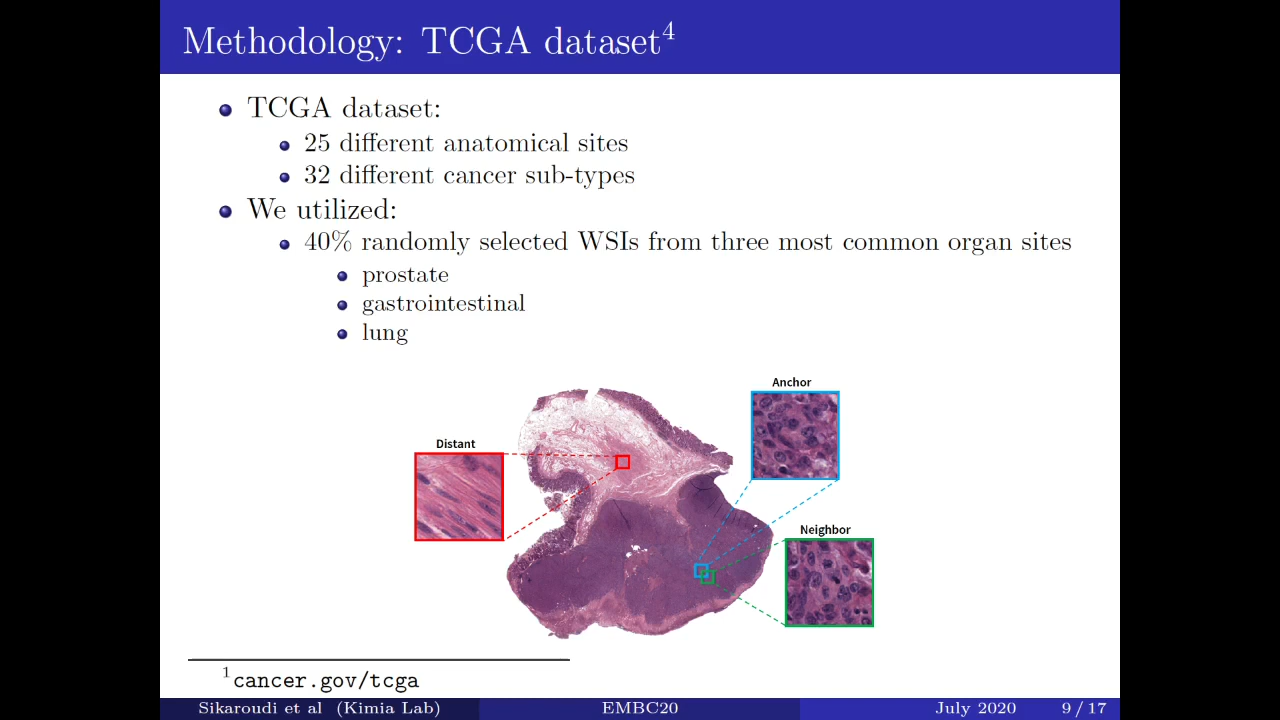 Methodology: TCGA dataset4
TCGA dataset:
25 different anatomical sites
32 different cancer sub-types
We utilized:
40% randomly selected WSIs from three most common organ sites
prostate
gastrointestinal
lung
Anchor
Distant
Neighbor
1cancer.gov/tcga
Sikaroudi et al (Kimia Lab) EMBC20 July 2020 9 / 17